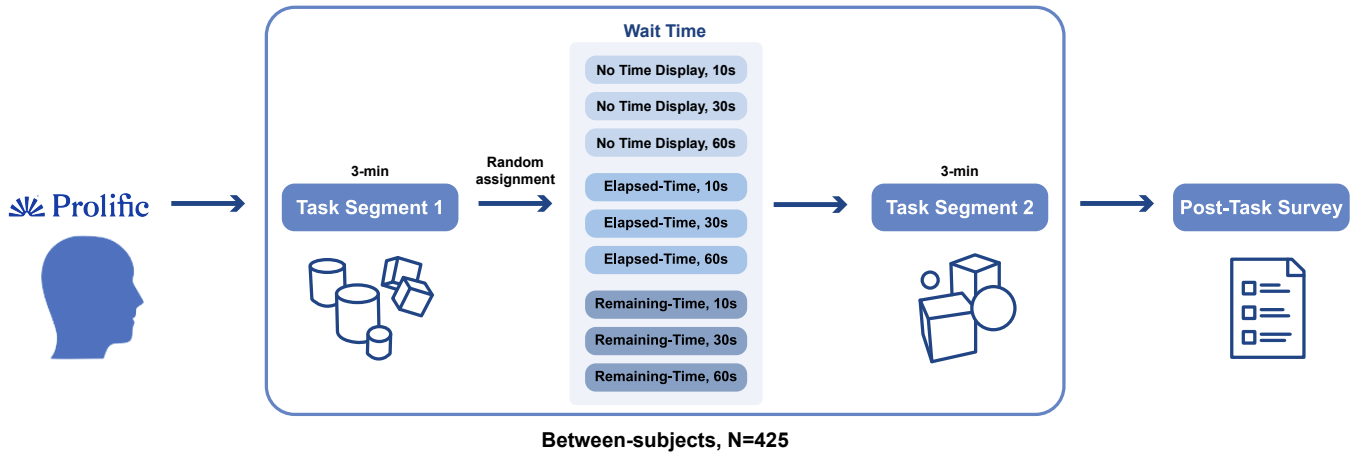 Prolific
3-min
Task Segment 1
Random
assignment
Wait Time
No Time Display, 10s
No Time Display, 30s
No Time Display, 60s
Elapsed-Time, 10s
Elapsed-Time, 30s
Elapsed-Time, 60s
Remaining-Time, 10s
Remaining-Time, 30s
Remaining-Time, 60s
3-min
Task Segment 2
Post-Task Survey
Between-subjects, N=425